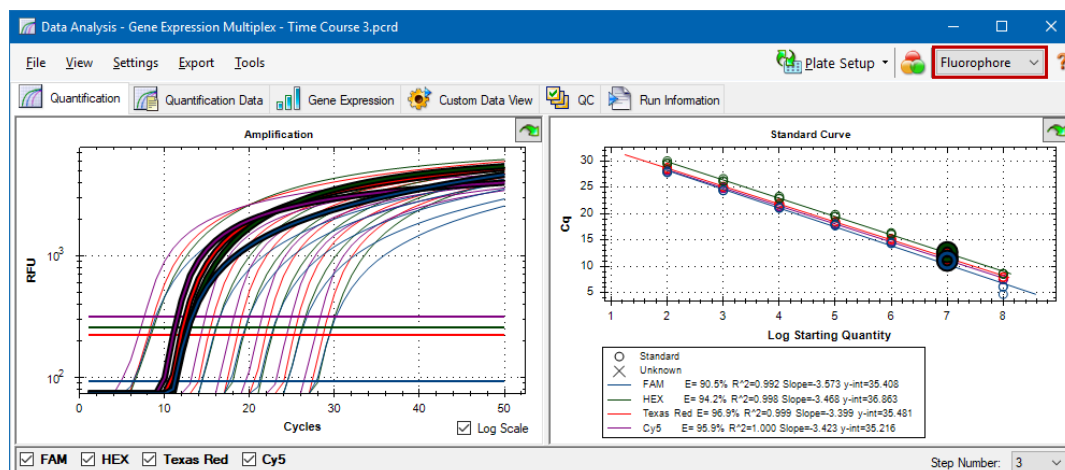 Data Analysis - Gene Expression Multiplex - Time Course 3.pcrd
File View Settings Export Tools
Plate Setup
Fluorophore
?
Quantification
Quantification Data
Gene Expression
Custom Data View
QC
Run Information
Amplification
RFU
10³
10²
0 10 20 30 40 50
Cycles
Log Scale
Standard Curve
Cq
30
25
20
15
10
5
1 2 3 4 5 6 7 8
Log Starting Quantity
Standard
Unknown
FAM E= 90.5% R^2=0.992 Slope=-3.573 y-int=35.408
HEX E= 94.2% R^2=0.998 Slope=-3.468 y-int=36.863
Texas Red E= 96.9% R^2=0.999 Slope=-3.399 y-int=35.481
Cy5 E= 95.9% R^2=1.000 Slope=-3.423 y-int=35.216
FAM HEX Texas Red Cy5
Step Number: 3